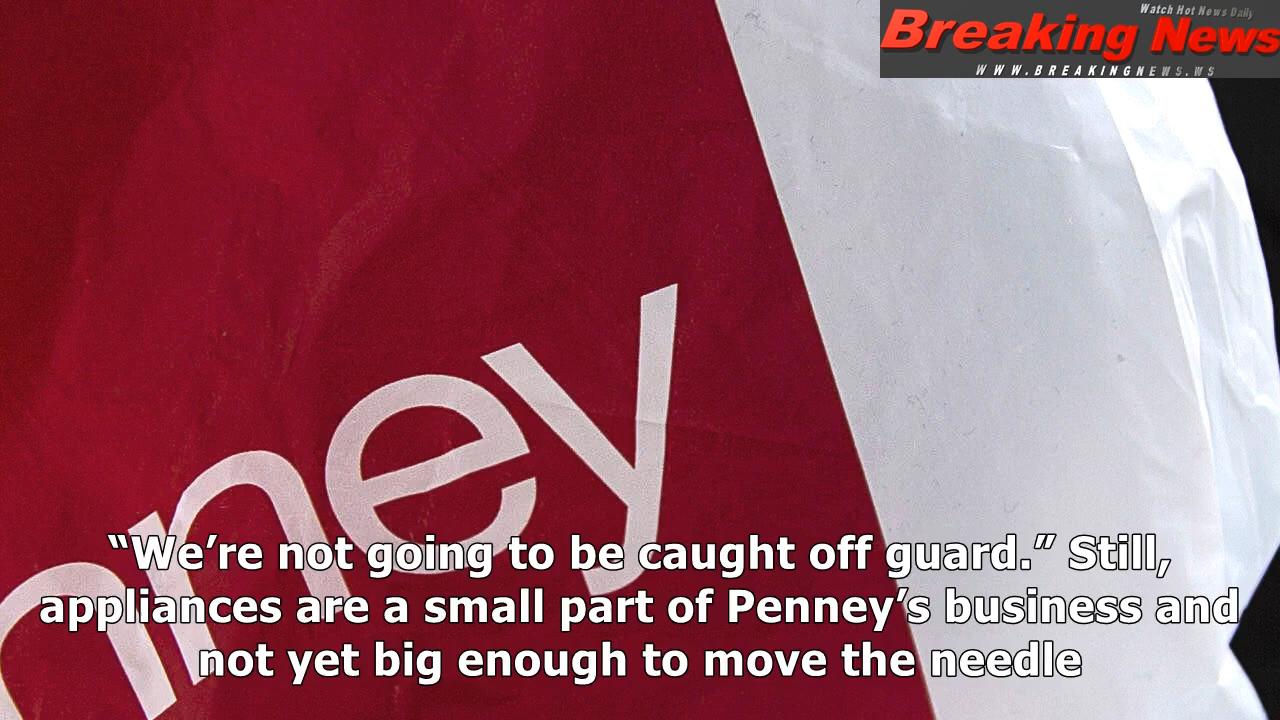 Watch Hot News Daily
Breaking News
WWW.BREAKINGNEWS.WS
nney
“We’re not going to be caught off guard.” Still,
appliances are a small part of Penney’s business and
not yet big enough to move the needle